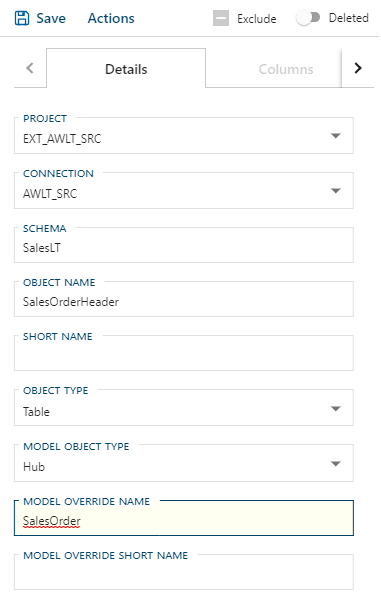 Save Actions Exclude Deleted
Details Columns
PROJECT
EXT_AWLT_SRC
CONNECTION
AWLT_SRC
SCHEMA
SalesLT
OBJECT NAME
SalesOrderHeader
SHORT NAME
OBJECT TYPE
Table
MODEL OBJECT TYPE
Hub
MODEL OVERRIDE NAME
SalesOrder
MODEL OVERRIDE SHORT NAME